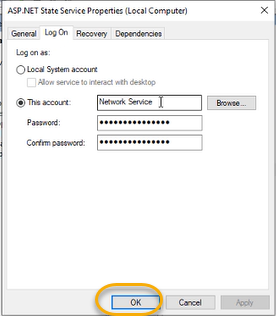 ASP.NET State Service Properties (Local Computer)
General Log On Recovery Dependencies
Log on as:
Local System account
Allow service to interact with desktop
This account: Network Service Browse...
Password: •••••••••••••••
Confirm password: •••••••••••••••
OK Cancel Apply